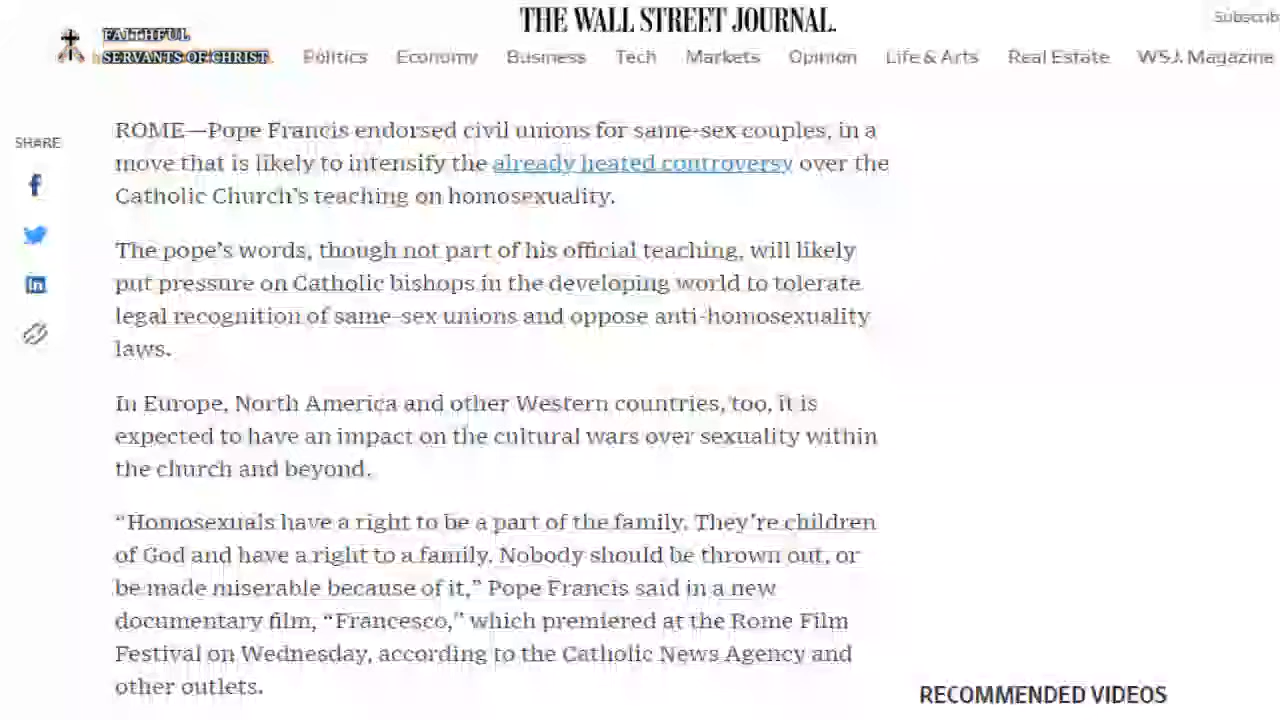 THE WALL STREET JOURNAL.
Subscrib
FAITHFUL
SERVANTS OF CHRIST
Politics Economy Business Tech Markets Opinion Life & Arts Real Estate WSJ. Magazine
SHARE
ROME—Pope Francis endorsed civil unions for same-sex couples, in a
move that is likely to intensify the already heated controversy over the
Catholic Church's teaching on homosexuality.
The pope's words, though not part of his official teaching, will likely
put pressure on Catholic bishops in the developing world to tolerate
legal recognition of same-sex unions and oppose anti-homosexuality
laws.
In Europe, North America and other Western countries, too, it is
expected to have an impact on the cultural wars over sexuality within
the church and beyond.
“Homosexuals have a right to be a part of the family. They're children
of God and have a right to a family. Nobody should be thrown out, or
be made miserable because of it,” Pope Francis said in a new
documentary film, “Francesco,” which premiered at the Rome Film
Festival on Wednesday, according to the Catholic News Agency and
other outlets.
RECOMMENDED VIDEOS